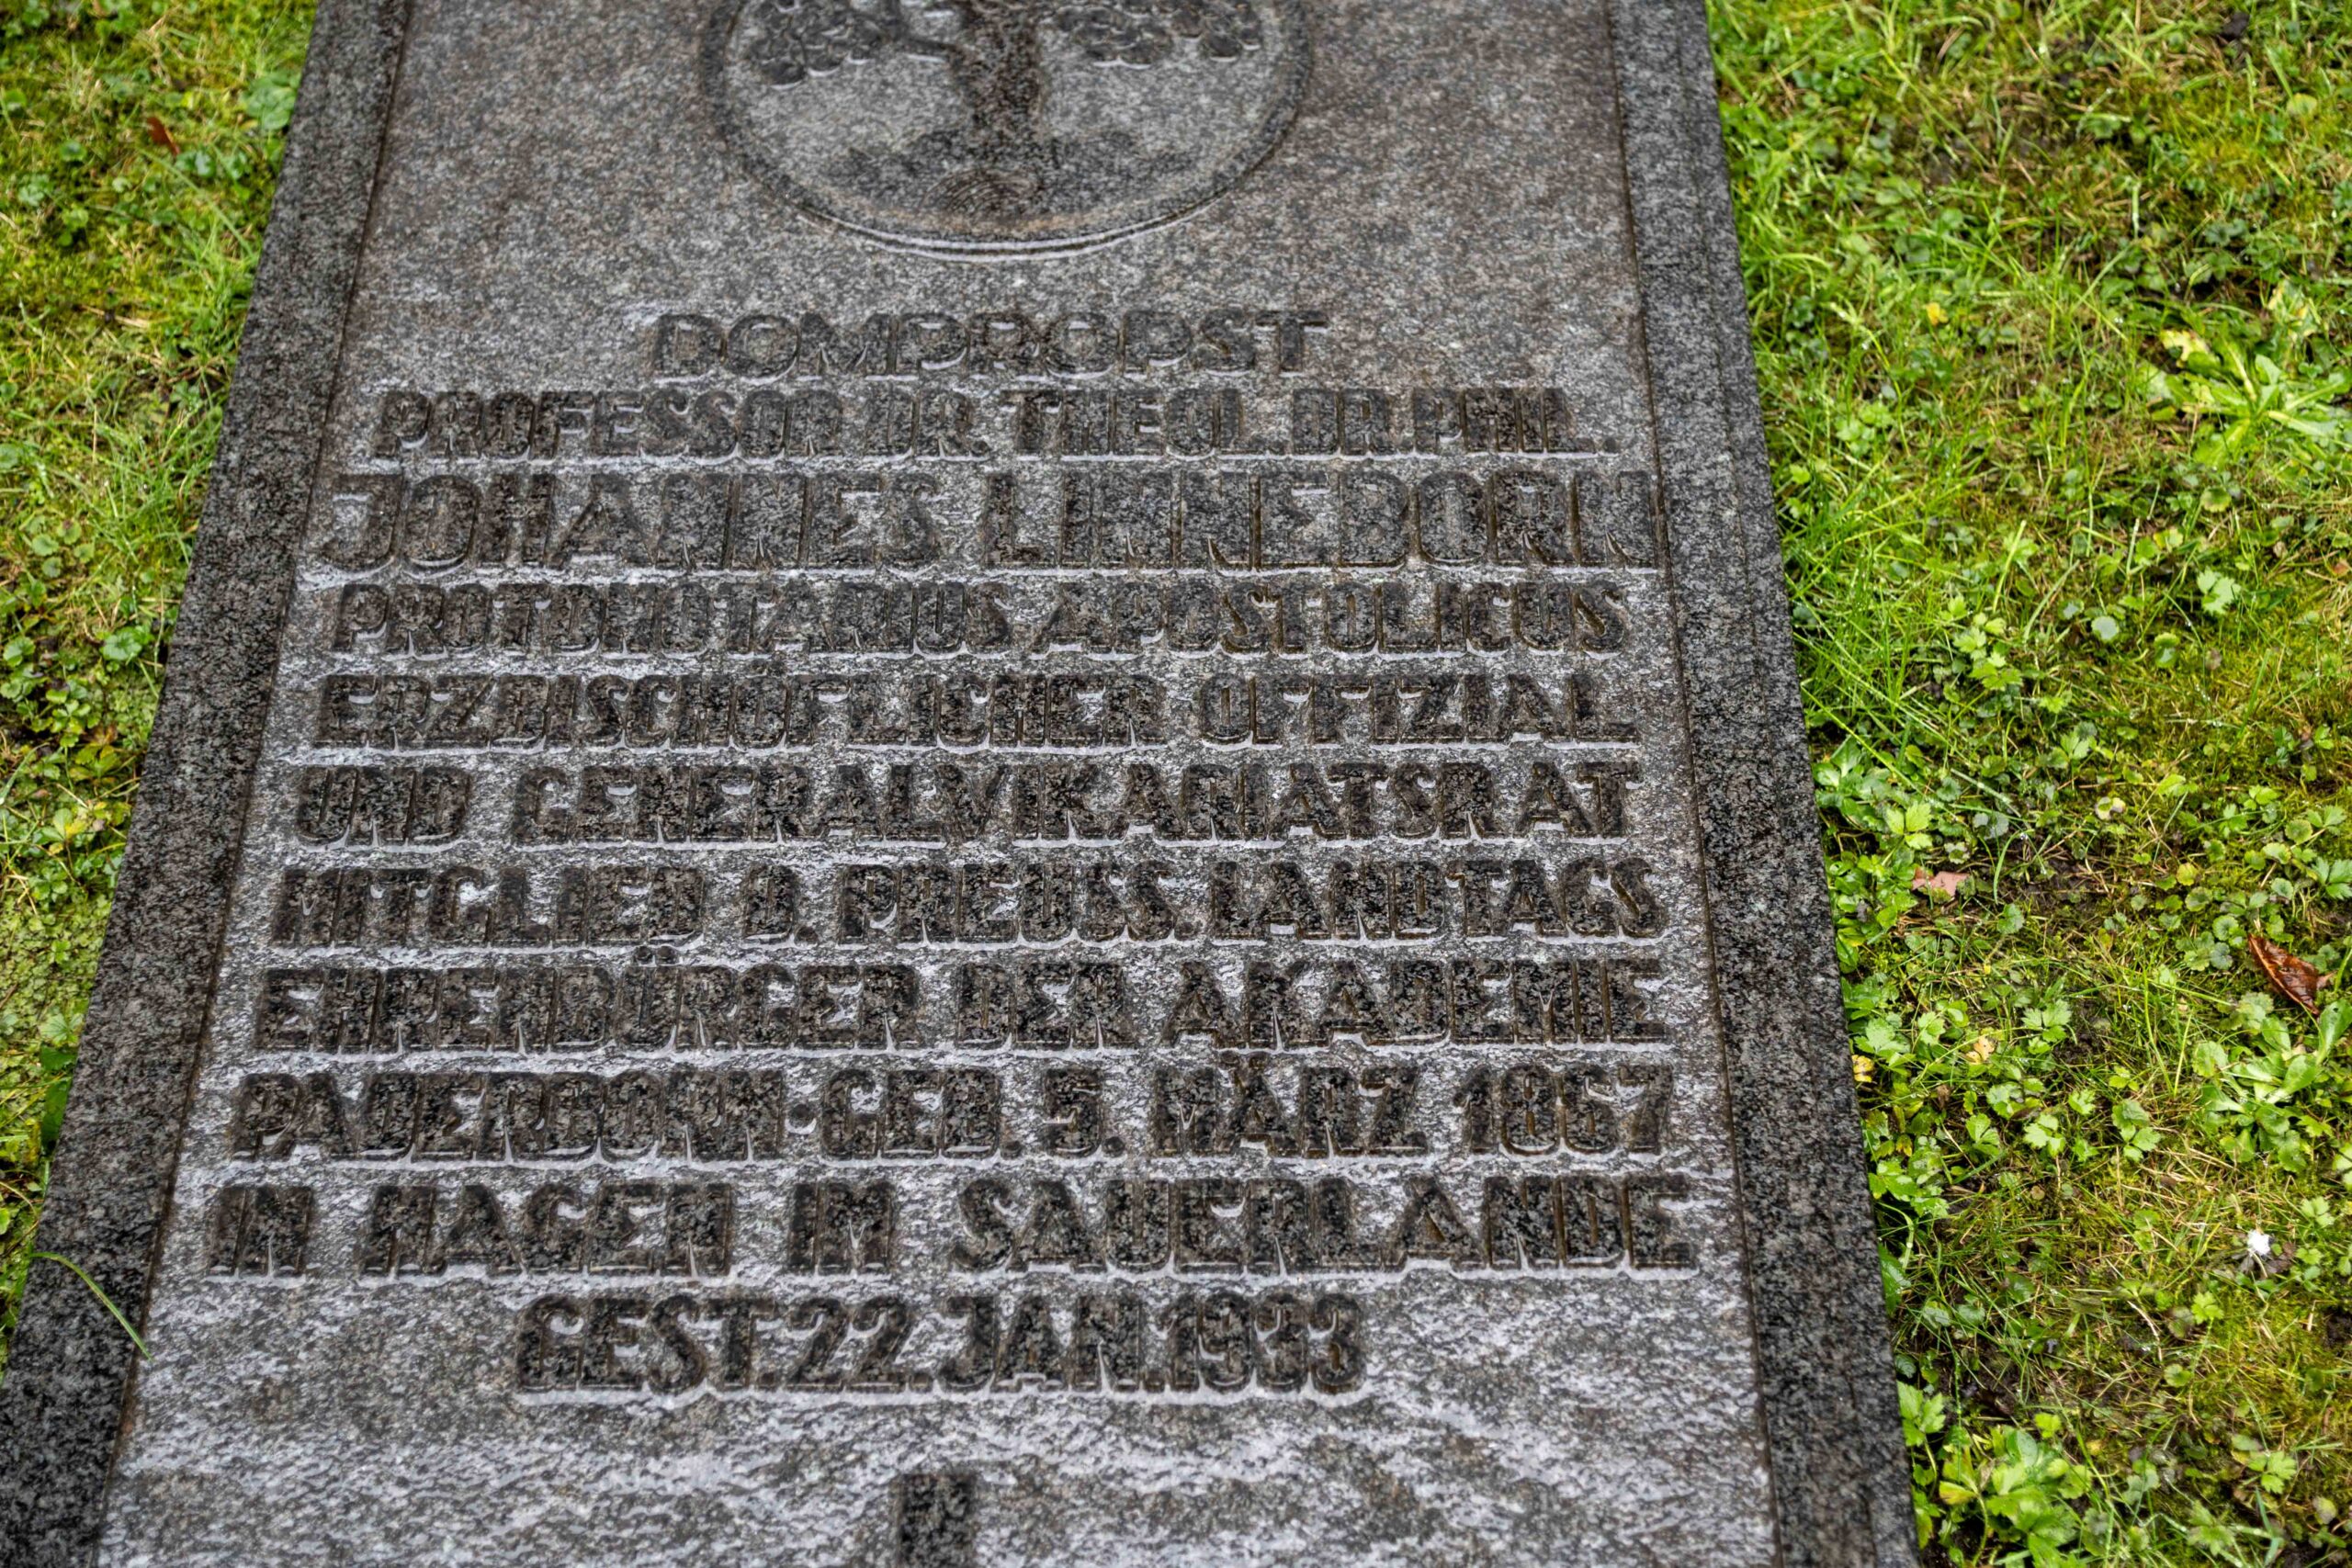 DOMPROPST
PROFESSOR DR. THEOL. DR. PHIL.
JOHANNES LINNEBORN
PROTONOTARIUS APOSTOLICUS
ERZBISCHÖFLICHER OFFIZIAL
UND GENERALVIKARIATSRAT
MITGLIED D. PREUSS. LANDTAGS
EHRENBÜRGER DER AKADEMIE
PADERBORN · GEB. 5. MÄRZ 1867
IN HAGEN IM SAUERLANDE
GEST. 22. JAN. 1933